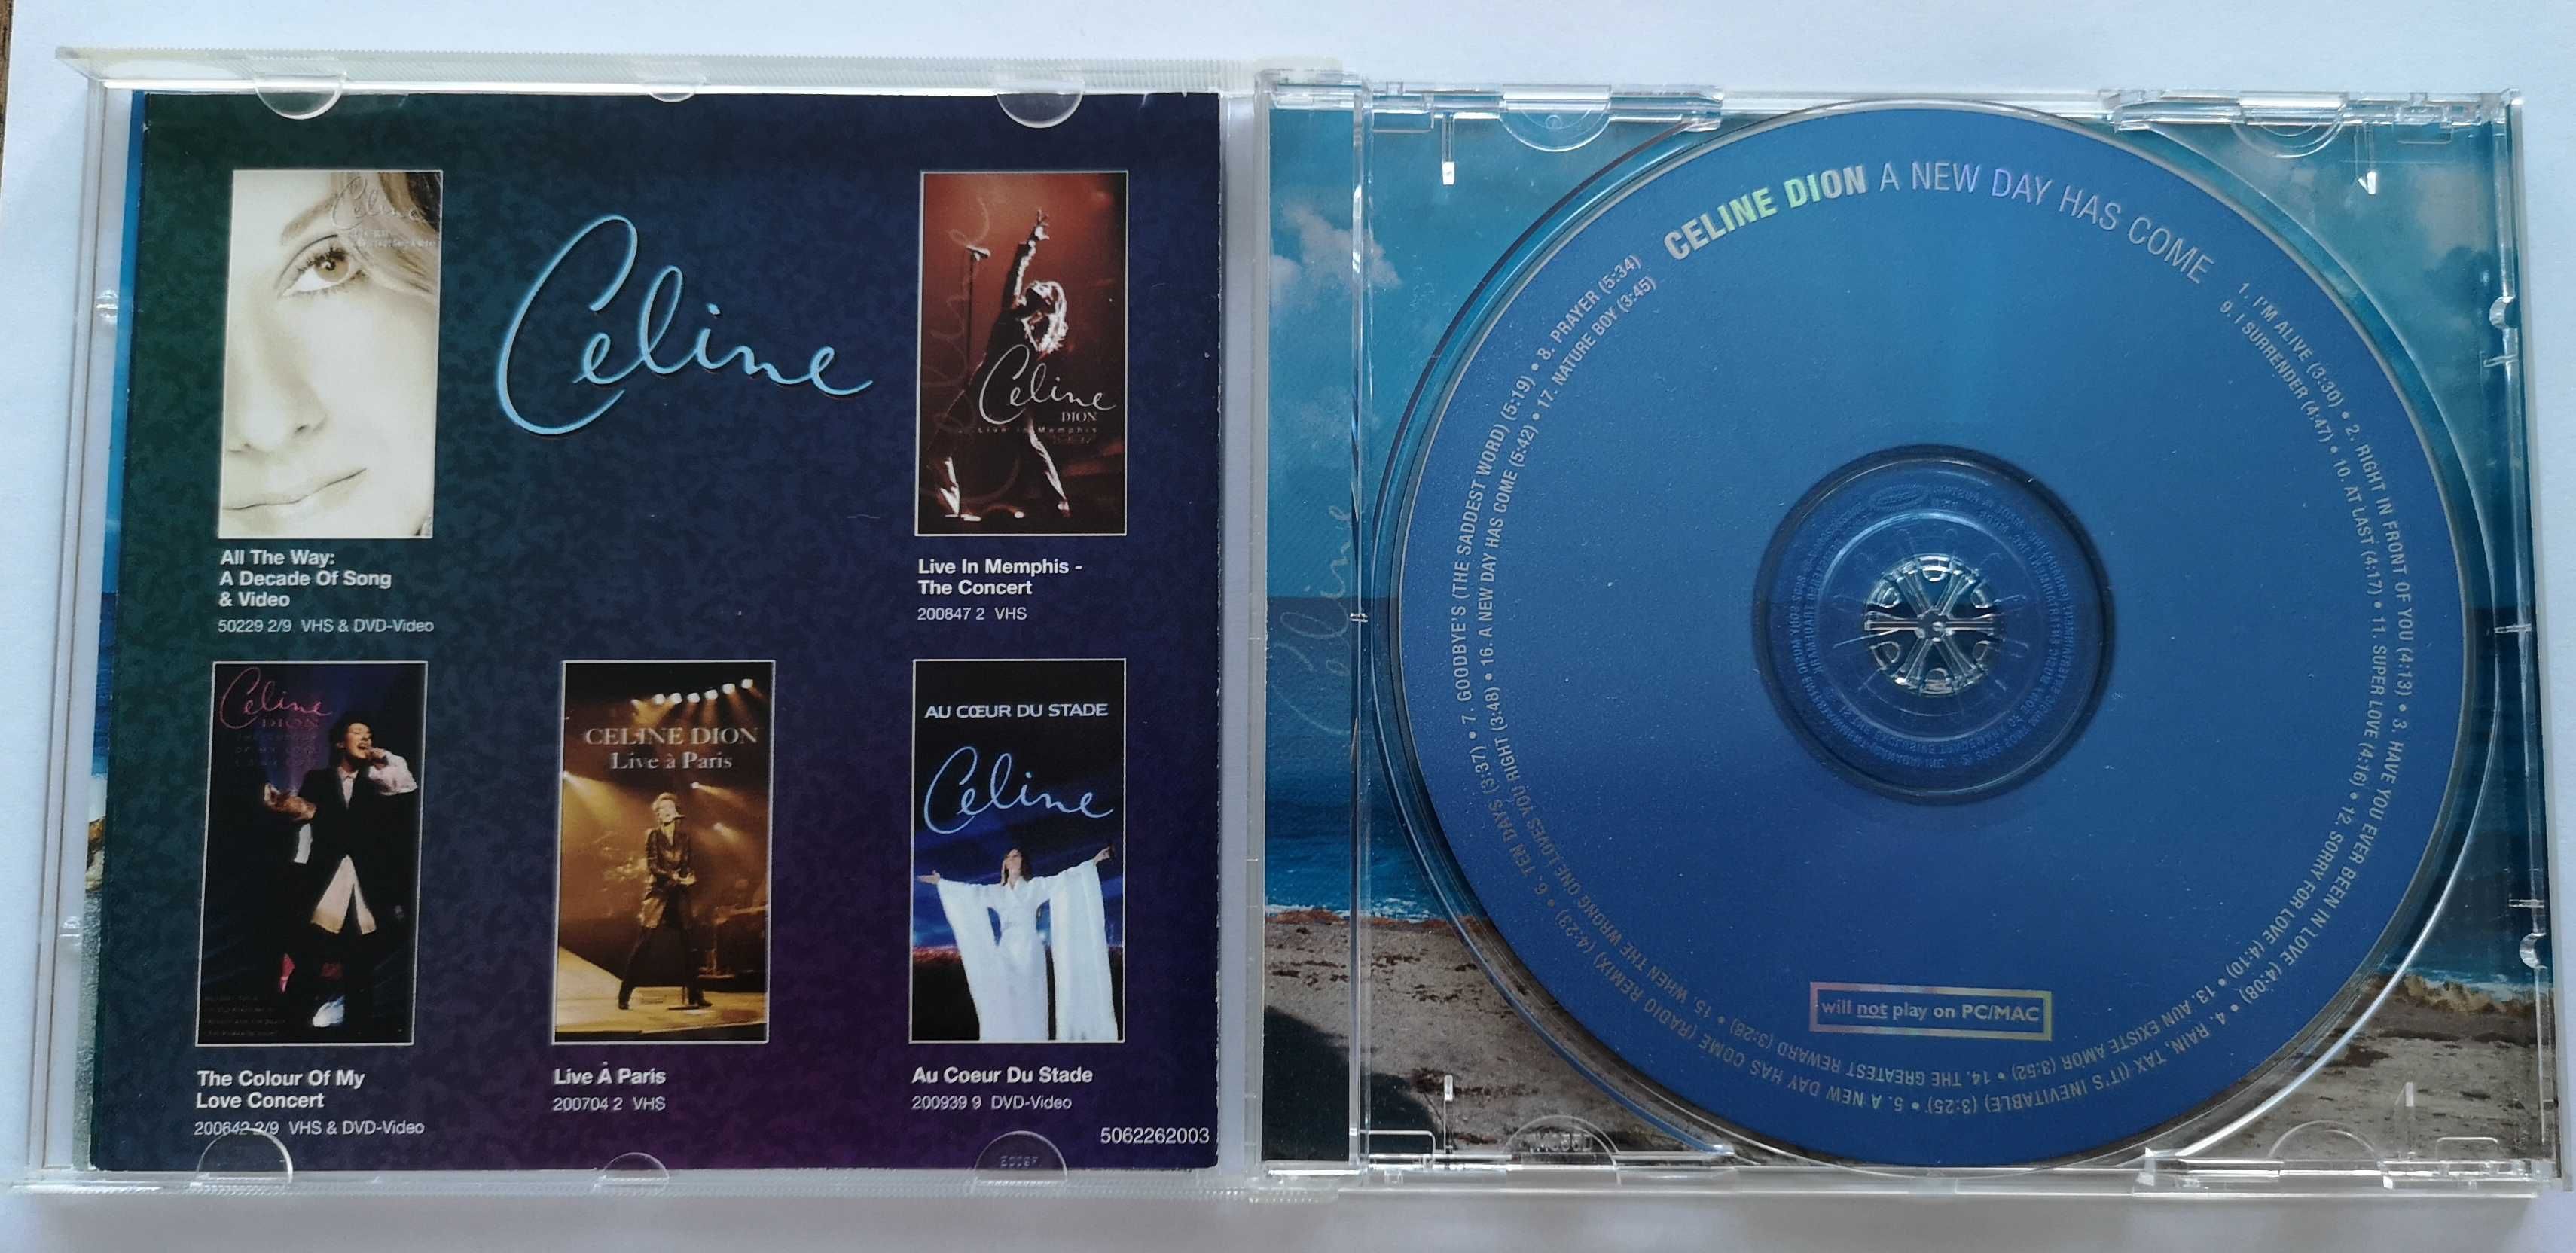 Celine
Celine
All The Way:
A Decade Of Song
& Video
50229 2/9 VHS & DVD-Video
Celine
DION
Live in Memphis
Live In Memphis -
The Concert
200847 2 VHS
Celine
DION
The Colour Of My
Love Concert
200642 2/9 VHS & DVD-Video
CELINE DION
Live à Paris
Live À Paris
200704 2 VHS
AU CŒUR DU STADE
Celine
Au Coeur Du Stade
200939 9 DVD-Video
5062262003
Celine
CELINE DION A NEW DAY HAS COME
1. I'M ALIVE (3:30) • 2. RIGHT IN FRONT OF YOU (4:13) • 3. HAVE YOU EVER BEEN IN LOVE (4:08) • 4. RAIN, TAX (IT'S INEVITABLE) (3:25) • 5. A NEW DAY HAS COME (RADIO REMIX) (4:23) • 6. TEN DAYS (3:37) • 7. GOODBYE'S (THE SADDEST WORD) (5:19) • 8. PRAYER (5:34)
9. I SURRENDER (4:47) • 10. AT LAST (4:17) • 11. SUPER LOVE (4:16) • 12. SORRY FOR LOVE (4:10) • 13. AUN EXISTE AMOR (3:52) • 14. THE GREATEST REWARD (3:28) • 15. WHEN THE WRONG ONE LOVES YOU RIGHT (3:48) • 16. A NEW DAY HAS COME (5:42) • 17. NATURE BOY (3:45)
will not play on PC/MAC